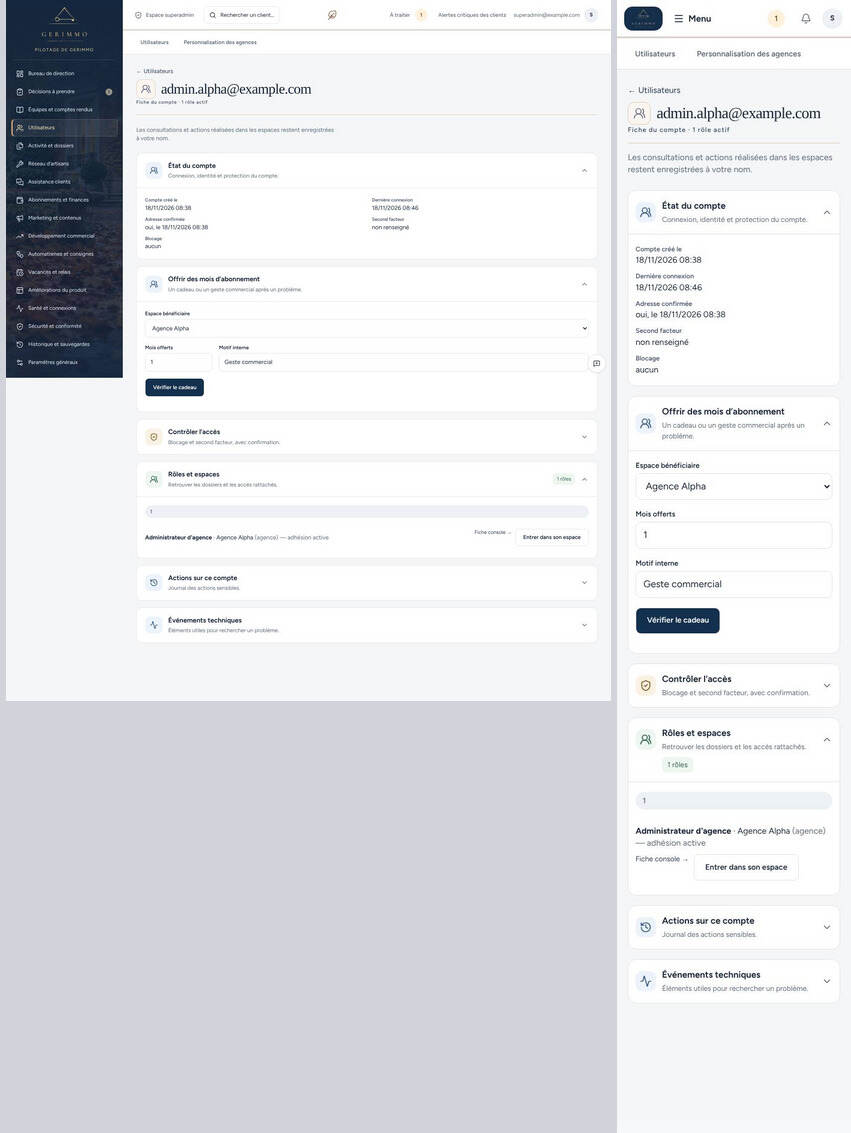 GERIMMO
PILOTAGE DE GERIMMO
Bureau de direction
Décisions à prendre
Équipes et comptes rendus
Utilisateurs
Activité et dossiers
Réseau d'artisans
Assistance clients
Abonnements et finances
Marketing et contenus
Développement commercial
Automatismes et consignes
Vacances et relais
Améliorations du produit
Santé et connexions
Sécurité et conformité
Historique et sauvegardes
Paramètres généraux
Espace superadmin
Rechercher un client...
À traiter 1
Alertes critiques des clients
superadmin@example.com S
Utilisateurs Personnalisation des agences
← Utilisateurs
admin.alpha@example.com
Fiche du compte · 1 rôle actif
Les consultations et actions réalisées dans les espaces restent enregistrées
à votre nom.
État du compte
Connexion, identité et protection du compte.
Compte créé le
18/11/2026 08:38
Dernière connexion
18/11/2026 08:46
Adresse confirmée
oui, le 18/11/2026 08:38
Second facteur
non renseigné
Blocage
aucun
Offrir des mois d'abonnement
Un cadeau ou un geste commercial après un problème.
Espace bénéficiaire
Agence Alpha
Mois offerts
1
Motif interne
Geste commercial
Vérifier le cadeau
Contrôler l'accès
Blocage et second facteur, avec confirmation.
Rôles et espaces
Retrouver les dossiers et les accès rattachés.
1 rôles
1
Administrateur d'agence · Agence Alpha (agence) — adhésion active
Fiche console →
Entrer dans son espace
Actions sur ce compte
Journal des actions sensibles.
Événements techniques
Éléments utiles pour rechercher un problème.
Menu
1
S
Utilisateurs Personnalisation des agences
← Utilisateurs
admin.alpha@example.com
Fiche du compte · 1 rôle actif
Les consultations et actions réalisées dans les espaces
restent enregistrées à votre nom.
État du compte
Connexion, identité et protection du compte.
Compte créé le
18/11/2026 08:38
Dernière connexion
18/11/2026 08:46
Adresse confirmée
oui, le 18/11/2026 08:38
Second facteur
non renseigné
Blocage
aucun
Offrir des mois d'abonnement
Un cadeau ou un geste commercial après un
problème.
Espace bénéficiaire
Agence Alpha
Mois offerts
1
Motif interne
Geste commercial
Vérifier le cadeau
Contrôler l'accès
Blocage et second facteur, avec confirmation.
Rôles et espaces
Retrouver les dossiers et les accès rattachés.
1 rôles
1
Administrateur d'agence · Agence Alpha (agence)
— adhésion active
Fiche console →
Entrer dans son espace
Actions sur ce compte
Journal des actions sensibles.
Événements techniques
Éléments utiles pour rechercher un problème.